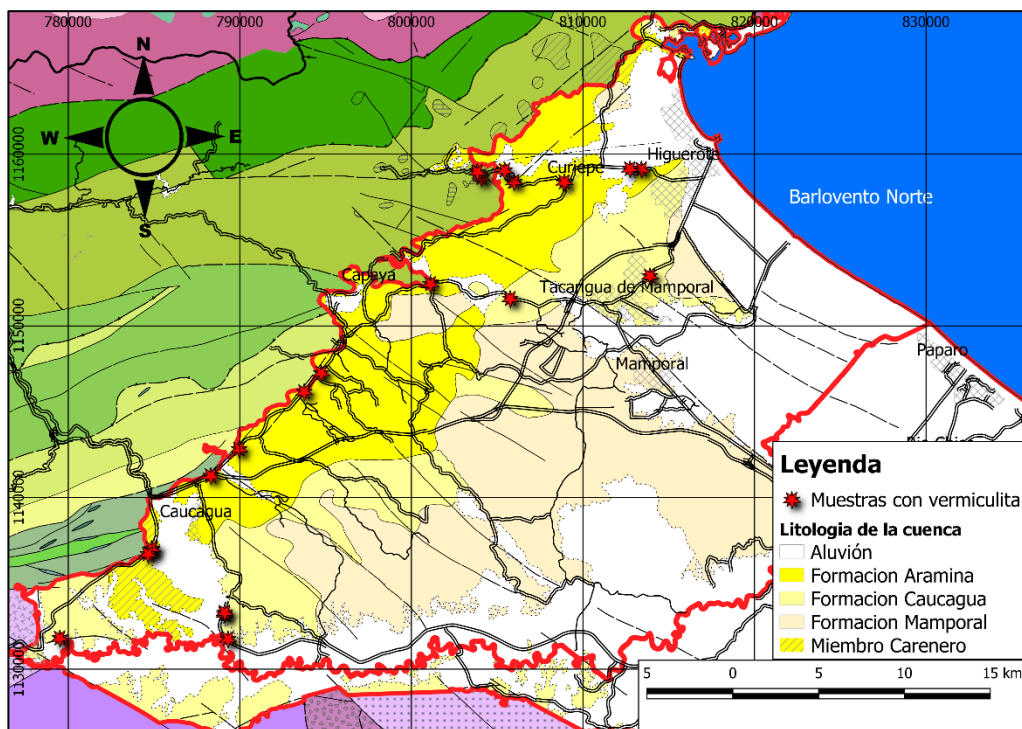 780000
790000
800000
810000
820000
830000
N
W
E
S
1160000
1150000
1140000
1130000
Curiepe
Higuerote
Barlovento Norte
Capaya
Tacarigua de Mamporal
Mamporal
Paparo
Caucagua
Leyenda
Muestras con vermiculita
Litologia de la cuenca
Aluvión
Formacion Aramina
Formacion Caucagua
Formacion Mamporal
Miembro Carenero
5 0 5 10 15 km